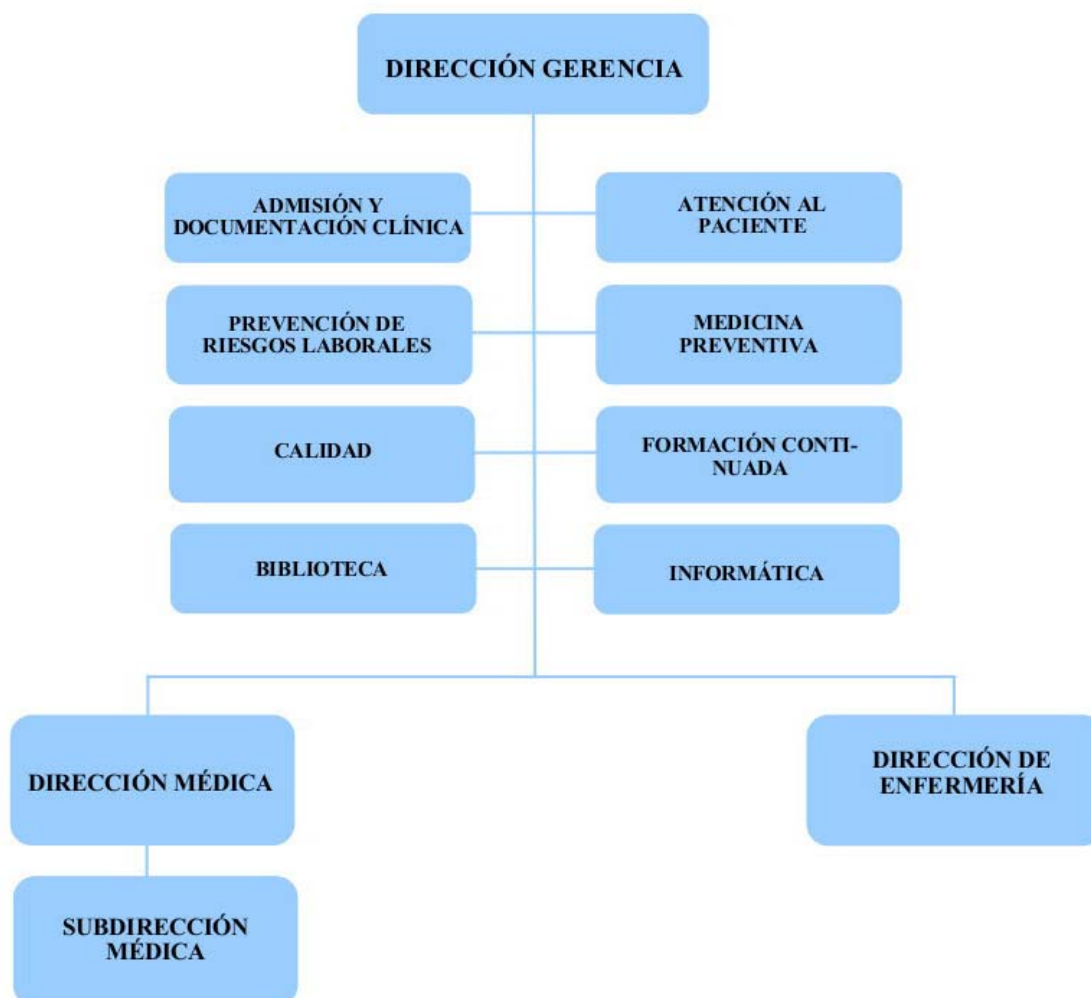 DIRECCIÓN GERENCIA
ADMISIÓN Y
DOCUMENTACIÓN CLÍNICA
ATENCIÓN AL
PACIENTE
PREVENCIÓN DE
RIESGOS LABORALES
MEDICINA
PREVENTIVA
CALIDAD
FORMACIÓN CONTI-
NUADA
BIBLIOTECA
INFORMÁTICA
DIRECCIÓN MÉDICA
DIRECCIÓN DE
ENFERMERÍA
SUBDIRECCIÓN
MÉDICA